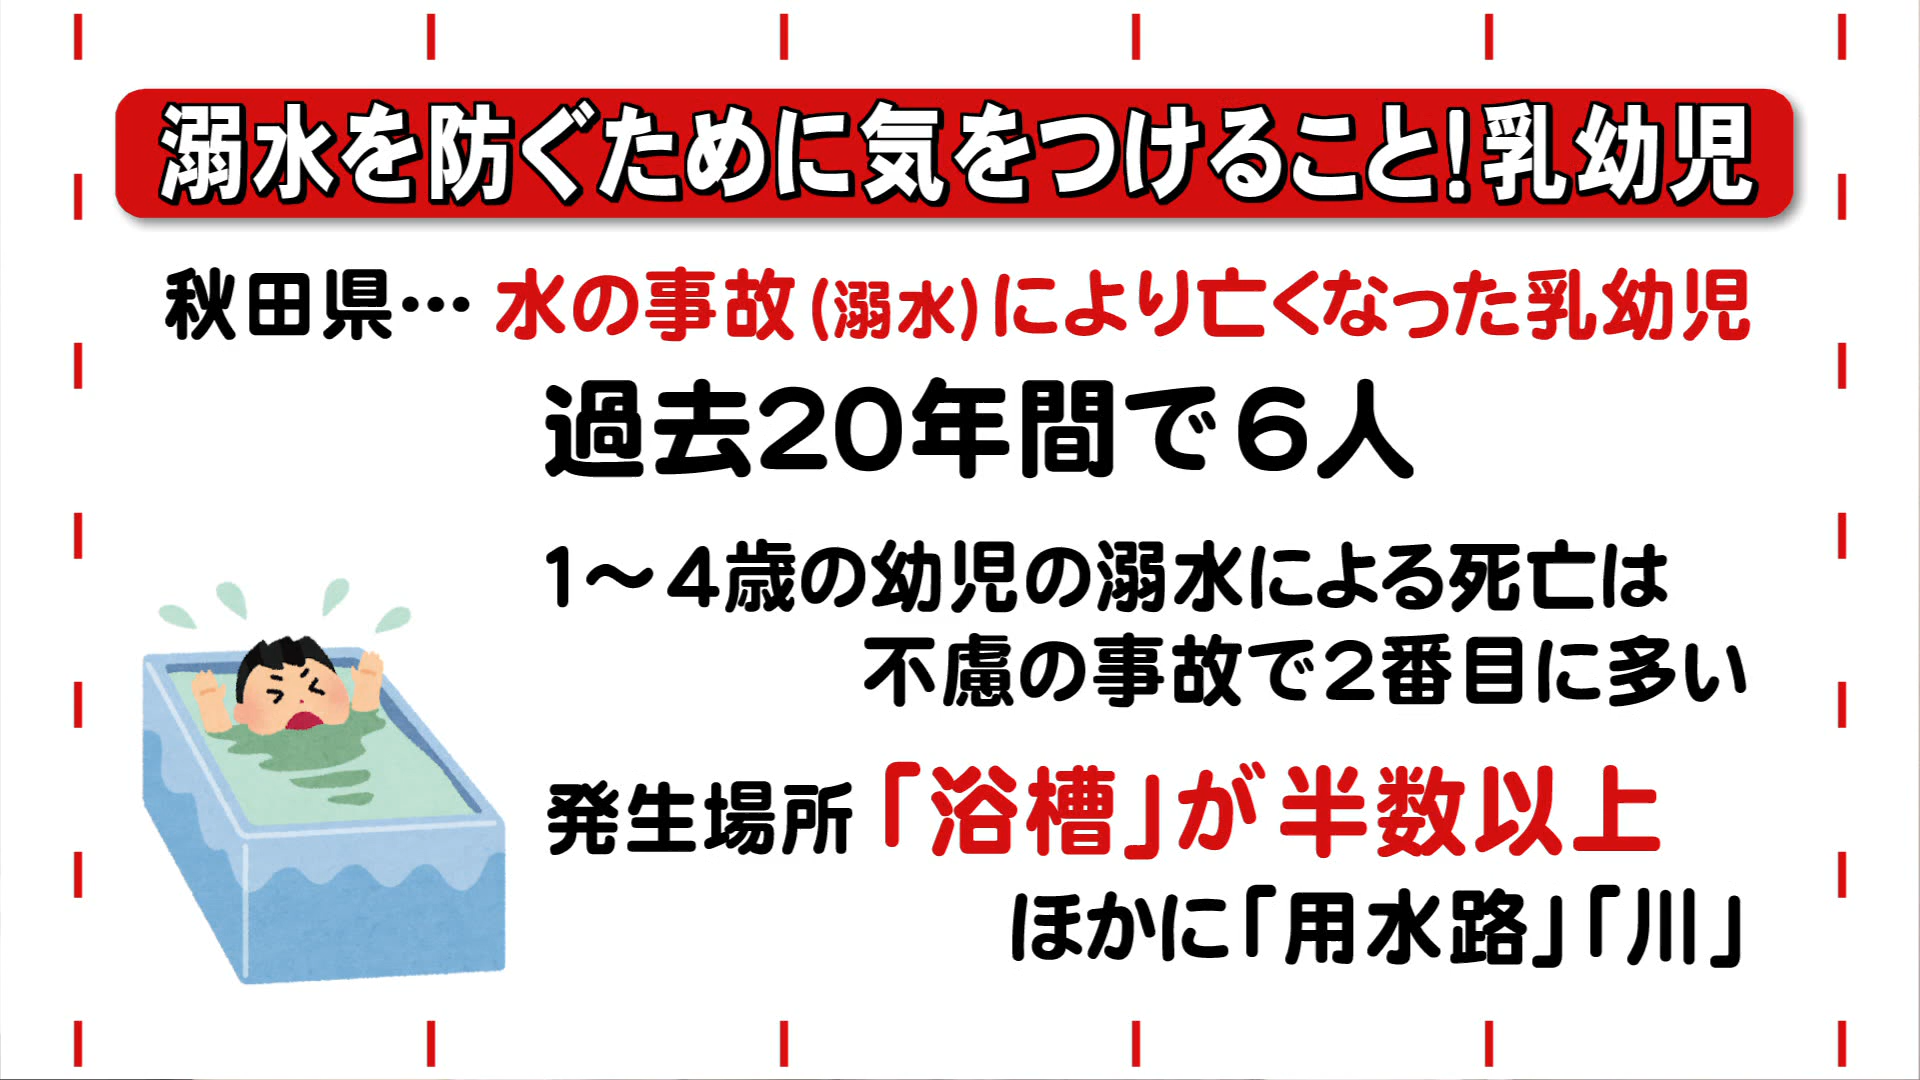 溺水を防ぐために気をつけること!乳幼児
秋田県…水の事故(溺水)により亡くなった乳幼児
過去20年間で6人
1～4歳の幼児の溺水による死亡は
不慮の事故で2番目に多い
発生場所「浴槽」が半数以上
ほかに「用水路」「川」